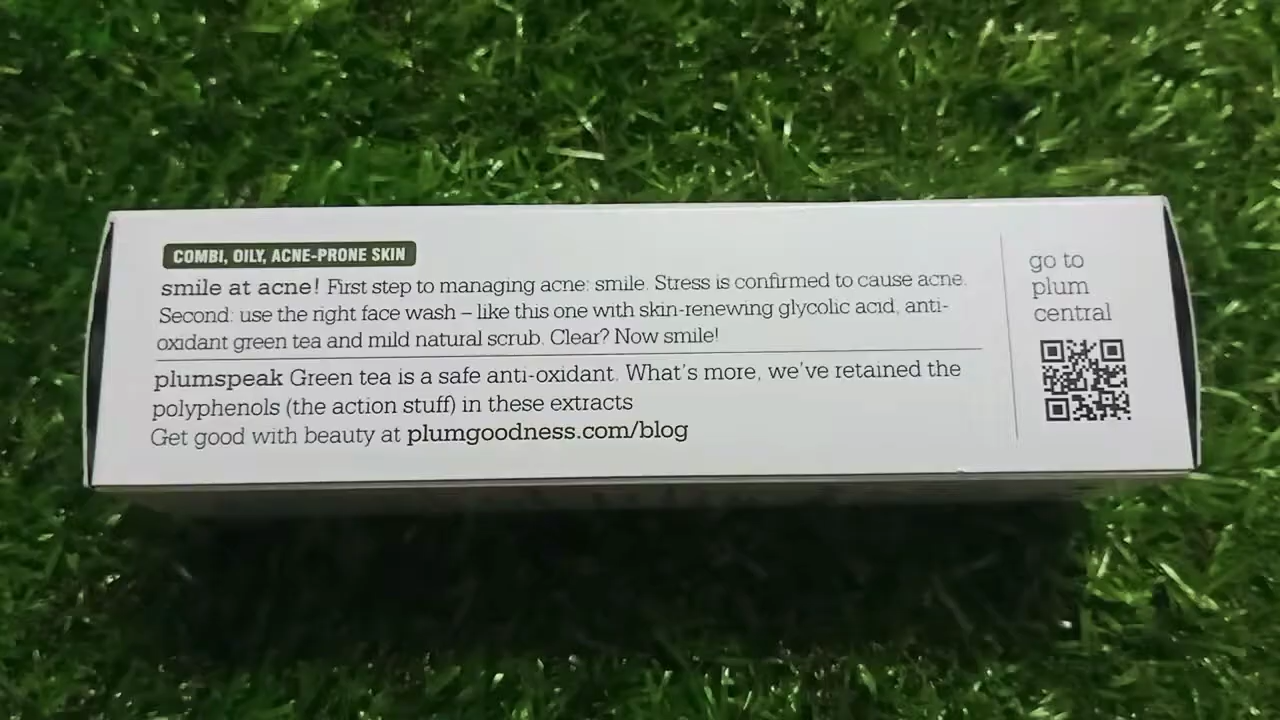 COMBI, OILY, ACNE-PRONE SKIN
smile at acne! First step to managing acne: smile. Stress is confirmed to cause acne.
Second: use the right face wash – like this one with skin-renewing glycolic acid, anti-
oxidant green tea and mild natural scrub. Clear? Now smile!
plumspeak Green tea is a safe anti-oxidant. What's more, we've retained the
polyphenols (the action stuff) in these extracts
Get good with beauty at plumgoodness.com/blog
go to
plum
central